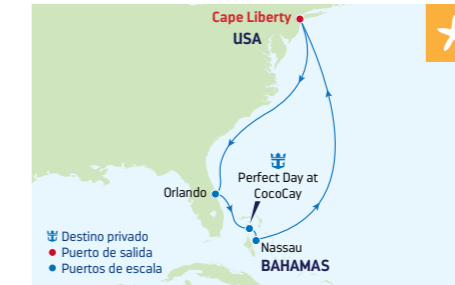 Cape Liberty
USA
Perfect Day at
CocoCay
Orlando
Nassau
BAHAMAS
Destino privado
Puerto de salida
Puertos de escala